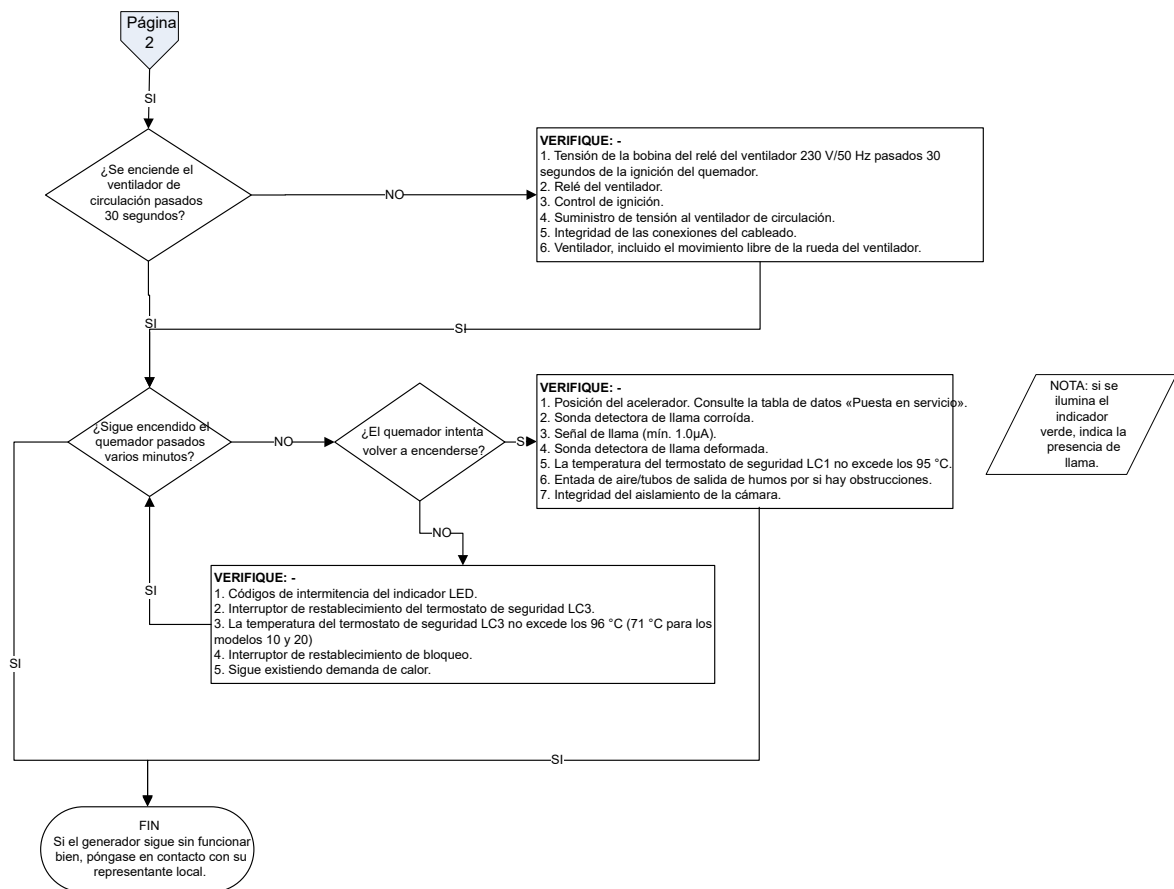 Página
2
SI
¿Se enciende el
ventilador de
circulación pasados
30 segundos?
NO
VERIFIQUE: -
1. Tensión de la bobina del relé del ventilador 230 V/50 Hz pasados 30
segundos de la ignición del quemador.
2. Relé del ventilador.
3. Control de ignición.
4. Suministro de tensión al ventilador de circulación.
5. Integridad de las conexiones del cableado.
6. Ventilador, incluido el movimiento libre de la rueda del ventilador.
SI
SI
¿Sigue encendido el
quemador pasados
varios minutos?
NO
¿El quemador intenta
volver a encenderse?
S
VERIFIQUE: -
1. Posición del acelerador. Consulte la tabla de datos «Puesta en servicio».
2. Sonda detectora de llama corroída.
3. Señal de llama (mín. 1.0μA).
4. Sonda detectora de llama deformada.
5. La temperatura del termostato de seguridad LC1 no excede los 95 °C.
6. Entada de aire/tubos de salida de humos por si hay obstrucciones.
7. Integridad del aislamiento de la cámara.
NOTA: si se
ilumina el
indicador
verde, indica la
presencia de
llama.
NO
SI
VERIFIQUE: -
1. Códigos de intermitencia del indicador LED.
2. Interruptor de restablecimiento del termostato de seguridad LC3.
3. La temperatura del termostato de seguridad LC3 no excede los 96 °C (71 °C para los
modelos 10 y 20)
4. Interruptor de restablecimiento de bloqueo.
5. Sigue existiendo demanda de calor.
SI
SI
FIN
Si el generador sigue sin funcionar
bien, póngase en contacto con su
representante local.